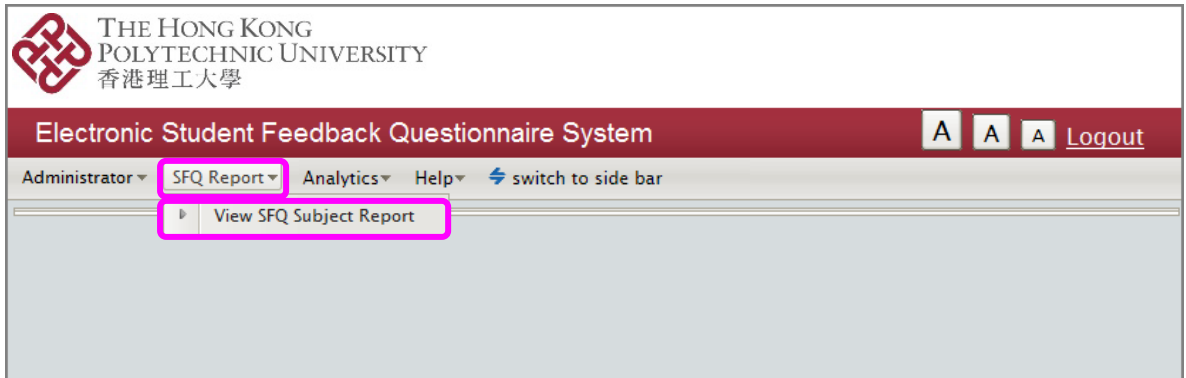 THE HONG KONG
POLYTECHNIC UNIVERSITY
香港理工大學
Electronic Student Feedback Questionnaire System
A A A Logout
Administrator SFQ Report Analytics Help switch to side bar
View SFQ Subject Report